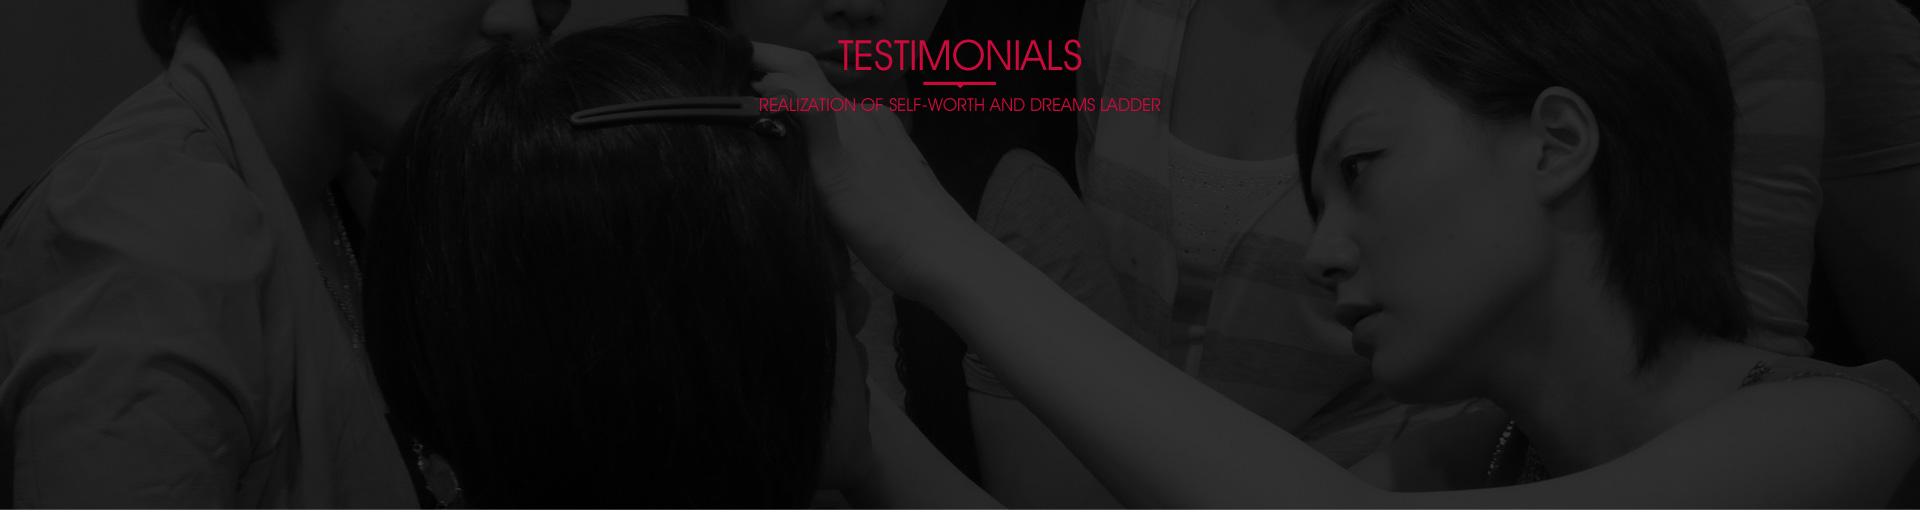 TESTIMONIALS
REALIZATION OF SELF-WORTH AND DREAMS LADDER